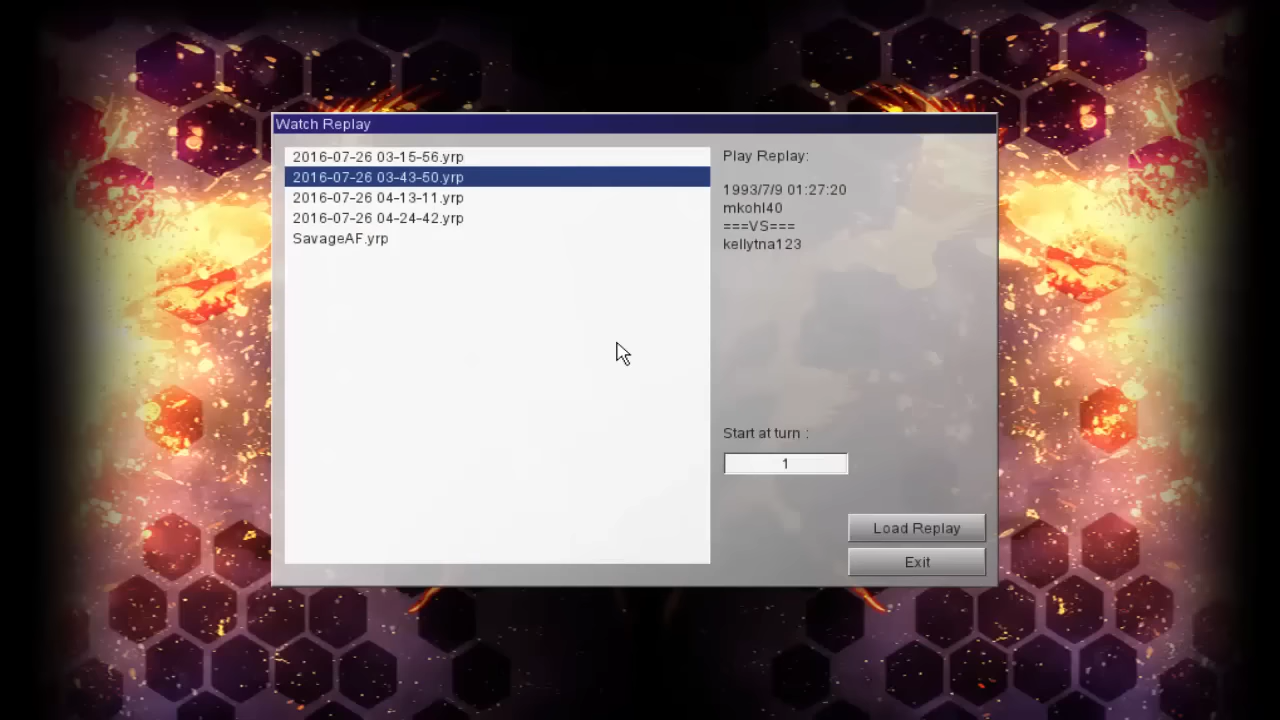 Watch Replay
2016-07-26 03-15-56.yrp
2016-07-26 03-43-50.yrp
2016-07-26 04-13-11.yrp
2016-07-26 04-24-42.yrp
SavageAF.yrp
Play Replay:
1993/7/9 01:27:20
mkohl40
===VS===
kellytna123
Start at turn :
1
Load Replay
Exit